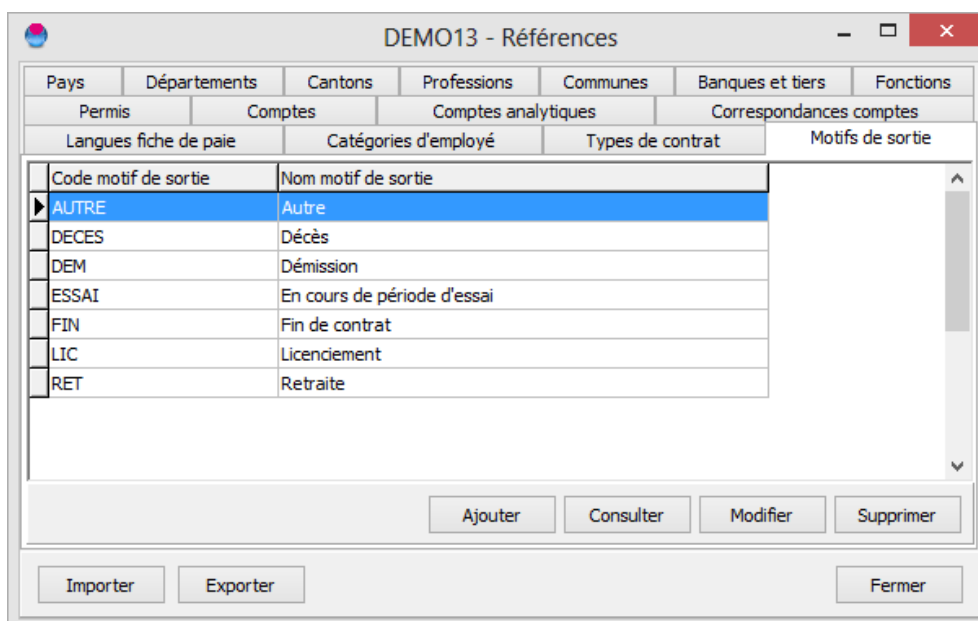 DEMO13 - Références
Pays Départements Cantons Professions Communes Banques et tiers Fonctions
Permis Comptes Comptes analytiques Correspondances comptes
Langues fiche de paie Catégories d'employé Types de contrat Motifs de sortie
Code motif de sortie Nom motif de sortie
AUTRE Autre
DECES Décès
DEM Démission
ESSAI En cours de période d'essai
FIN Fin de contrat
LIC Licenciement
RET Retraite
Ajouter Consulter Modifier Supprimer
Importer Exporter Fermer